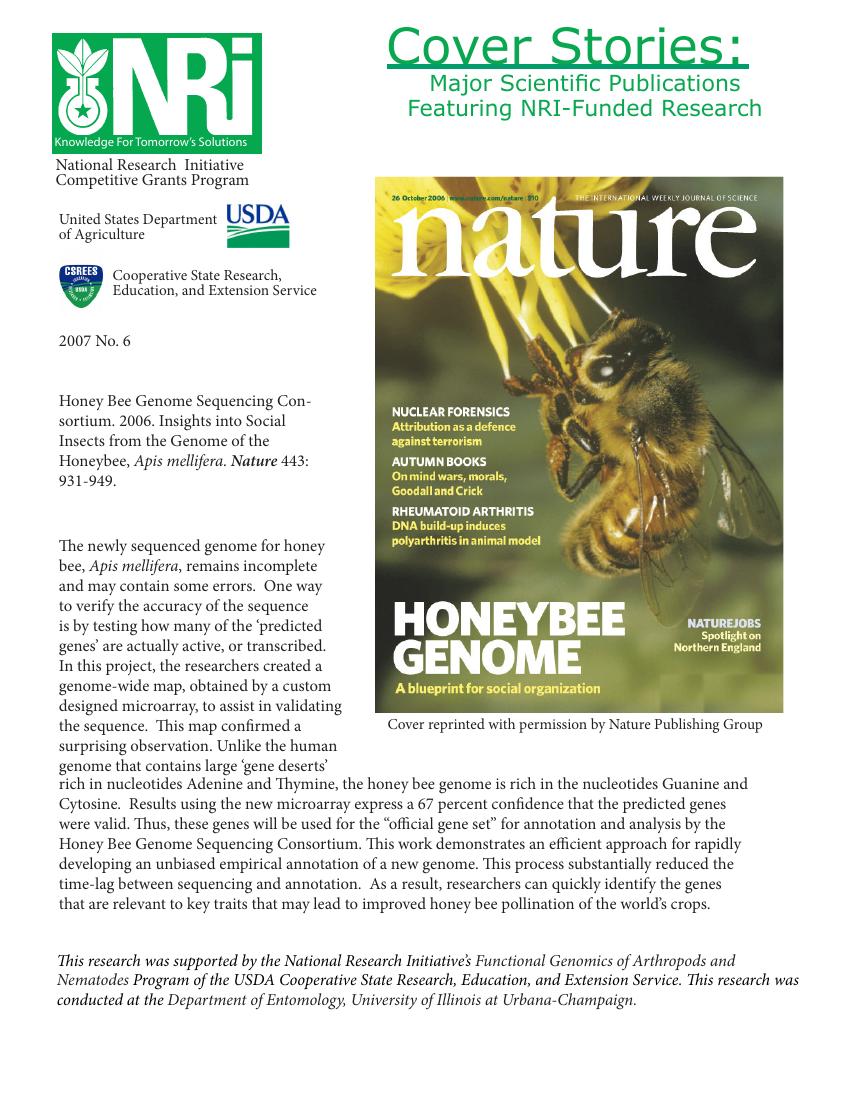 NRi
Knowledge For Tomorrow's Solutions
National Research Initiative
Competitive Grants Program
United States Department
of Agriculture
USDA
CSREES
USDA
Cooperative State Research,
Education, and Extension Service
2007 No. 6
Honey Bee Genome Sequencing Con-
sortium. 2006. Insights into Social
Insects from the Genome of the
Honeybee, Apis mellifera. Nature 443:
931-949.
Cover Stories:
Major Scientific Publications
Featuring NRI-Funded Research
26 October 2006 | www.nature.com/nature | $10
THE INTERNATIONAL WEEKLY JOURNAL OF SCIENCE
nature
NUCLEAR FORENSICS
Attribution as a defence
against terrorism
AUTUMN BOOKS
On mind wars, morals,
Goodall and Crick
RHEUMATOID ARTHRITIS
DNA build-up induces
polyarthritis in animal model
HONEYBEE
GENOME
A blueprint for social organization
NATUREJOBS
Spotlight on
Northern England
Cover reprinted with permission by Nature Publishing Group
The newly sequenced genome for honey
bee, Apis mellifera, remains incomplete
and may contain some errors. One way
to verify the accuracy of the sequence
is by testing how many of the 'predicted
genes' are actually active, or transcribed.
In this project, the researchers created a
genome-wide map, obtained by a custom
designed microarray, to assist in validating
the sequence. This map confirmed a
surprising observation. Unlike the human
genome that contains large 'gene deserts'
rich in nucleotides Adenine and Thymine, the honey bee genome is rich in the nucleotides Guanine and
Cytosine. Results using the new microarray express a 67 percent confidence that the predicted genes
were valid. Thus, these genes will be used for the "official gene set" for annotation and analysis by the
Honey Bee Genome Sequencing Consortium. This work demonstrates an efficient approach for rapidly
developing an unbiased empirical annotation of a new genome. This process substantially reduced the
time-lag between sequencing and annotation. As a result, researchers can quickly identify the genes
that are relevant to key traits that may lead to improved honey bee pollination of the world's crops.
This research was supported by the National Research Initiative's Functional Genomics of Arthropods and
Nematodes Program of the USDA Cooperative State Research, Education, and Extension Service. This research was
conducted at the Department of Entomology, University of Illinois at Urbana-Champaign.